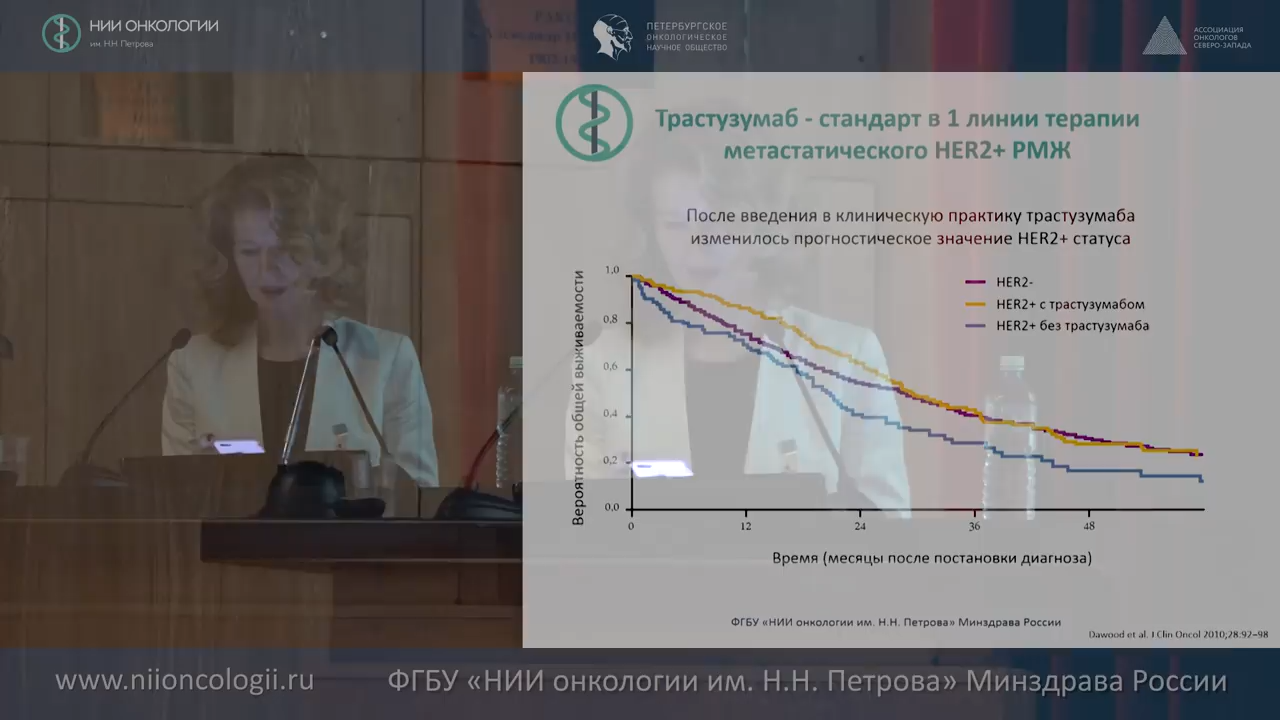 НИИ ОНКОЛОГИИ
им. Н.Н. Петрова
ПЕТЕРБУРГСКОЕ
ОНКОЛОГИЧЕСКОЕ
НАУЧНОЕ ОБЩЕСТВО
АССОЦИАЦИЯ
ОНКОЛОГОВ
СЕВЕРО-ЗАПАДА
Трастузумаб - стандарт в 1 линии терапии
метастатического HER2+ РМЖ
После введения в клиническую практику трастузумаба
изменилось прогностическое значение HER2+ статуса
Вероятность общей выживаемости
1,0
0,8
0,6
0,4
0,2
0,0
0 12 24 36 48
HER2-
HER2+ с трастузумабом
HER2+ без трастузумаба
Время (месяцы после постановки диагноза)
ФГБУ «НИИ онкологии им. Н.Н. Петрова» Минздрава России
Dawood et al. J Clin Oncol 2010;28:92–98
www.niioncologii.ru
ФГБУ «НИИ онкологии им. Н.Н. Петрова» Минздрава России